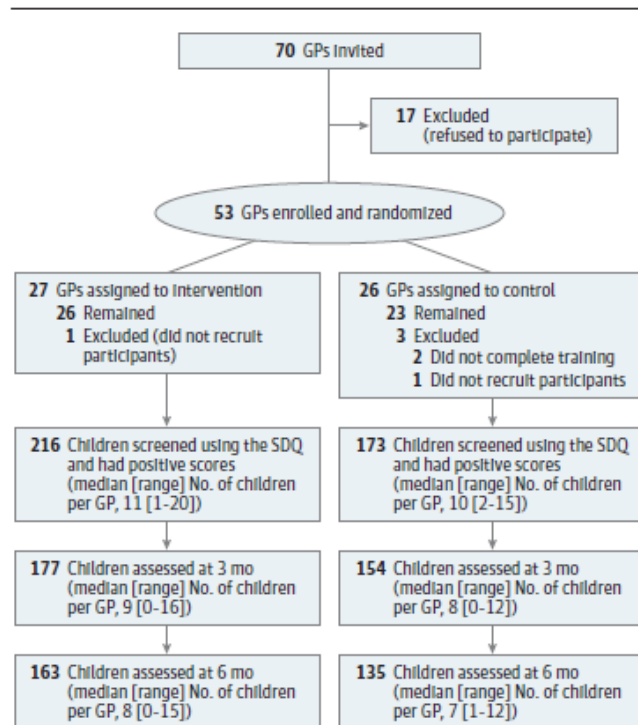 70 GPs Invited
17 Excluded
(refused to participate)
53 GPs enrolled and randomized
27 GPs assigned to intervention
26 Remained
1 Excluded (did not recruit
participants)
26 GPs assigned to control
23 Remained
3 Excluded
2 Did not complete training
1 Did not recruit participants
216 Children screened using the SDQ
and had positive scores
(median [range] No. of children
per GP, 11 [1-20])
173 Children screened using the SDQ
and had positive scores
(median [range] No. of children
per GP, 10 [2-15])
177 Children assessed at 3 mo
(median [range] No. of children
per GP, 9 [0-16])
154 Children assessed at 3 mo
(median [range] No. of children
per GP, 8 [0-12])
163 Children assessed at 6 mo
(median [range] No. of children
per GP, 8 [0-15])
135 Children assessed at 6 mo
(median [range] No. of children
per GP, 7 [1-12])